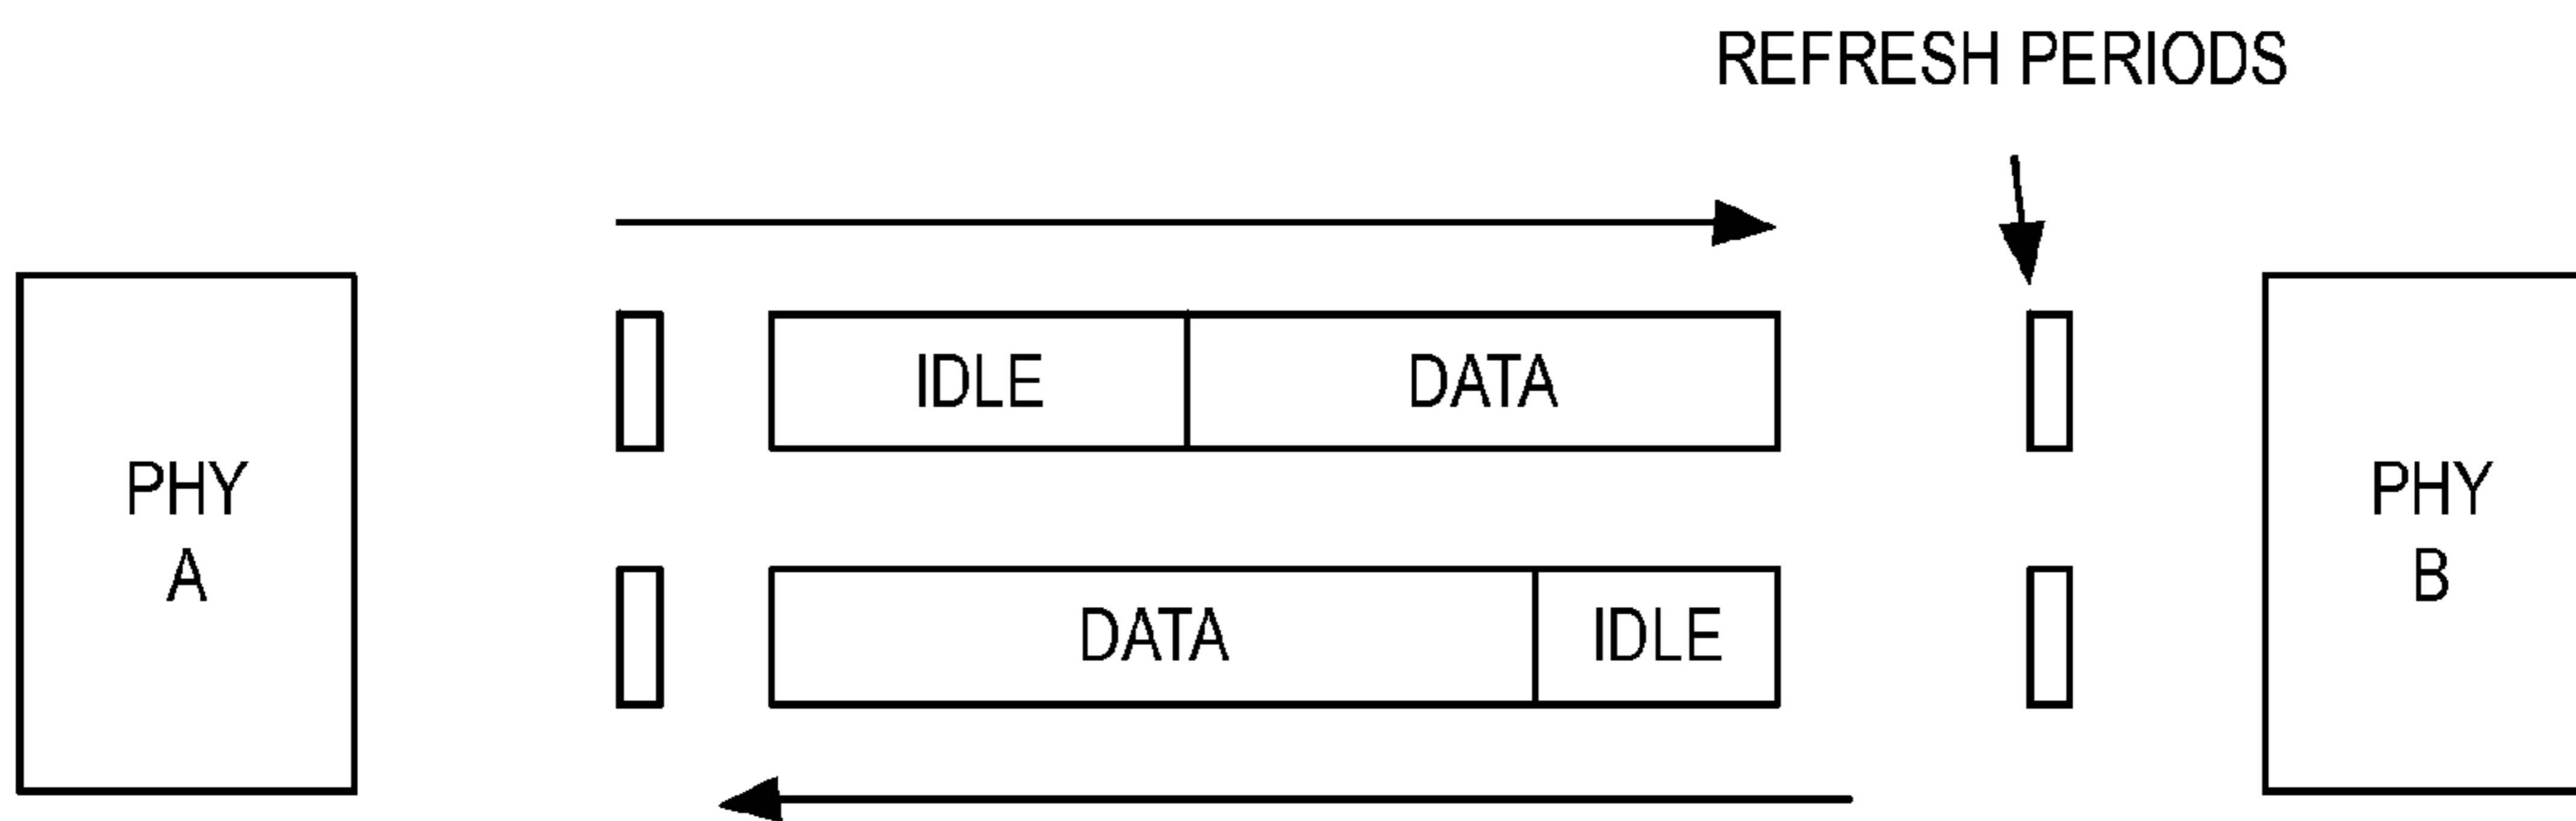 REFRESH PERIODS
IDLE
DATA
PHY
A
PHY
B
DATA
IDLE